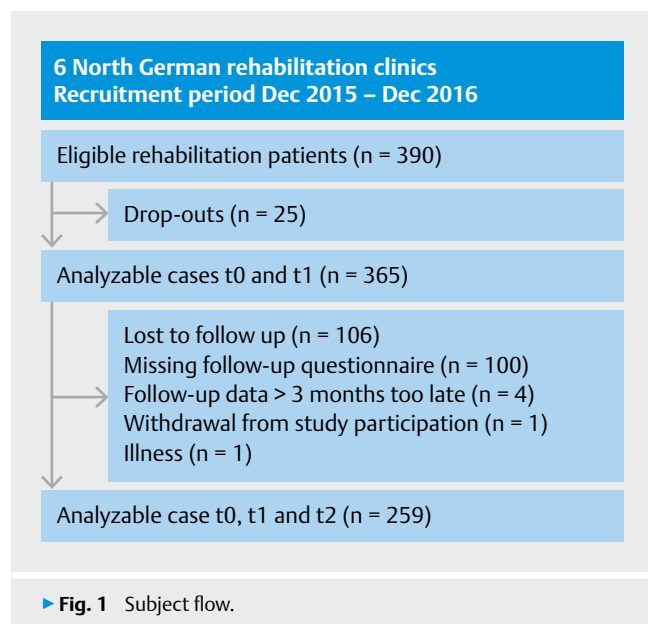 6 North German rehabilitation clinics
Recruitment period Dec 2015 – Dec 2016
Eligible rehabilitation patients (n = 390)
Drop-outs (n = 25)
Analyzable cases t0 and t1 (n = 365)
Lost to follow up (n = 106)
Missing follow-up questionnaire (n = 100)
Follow-up data > 3 months too late (n = 4)
Withdrawal from study participation (n = 1)
Illness (n = 1)
Analyzable case t0, t1 and t2 (n = 259)
▶ Fig. 1 Subject flow.